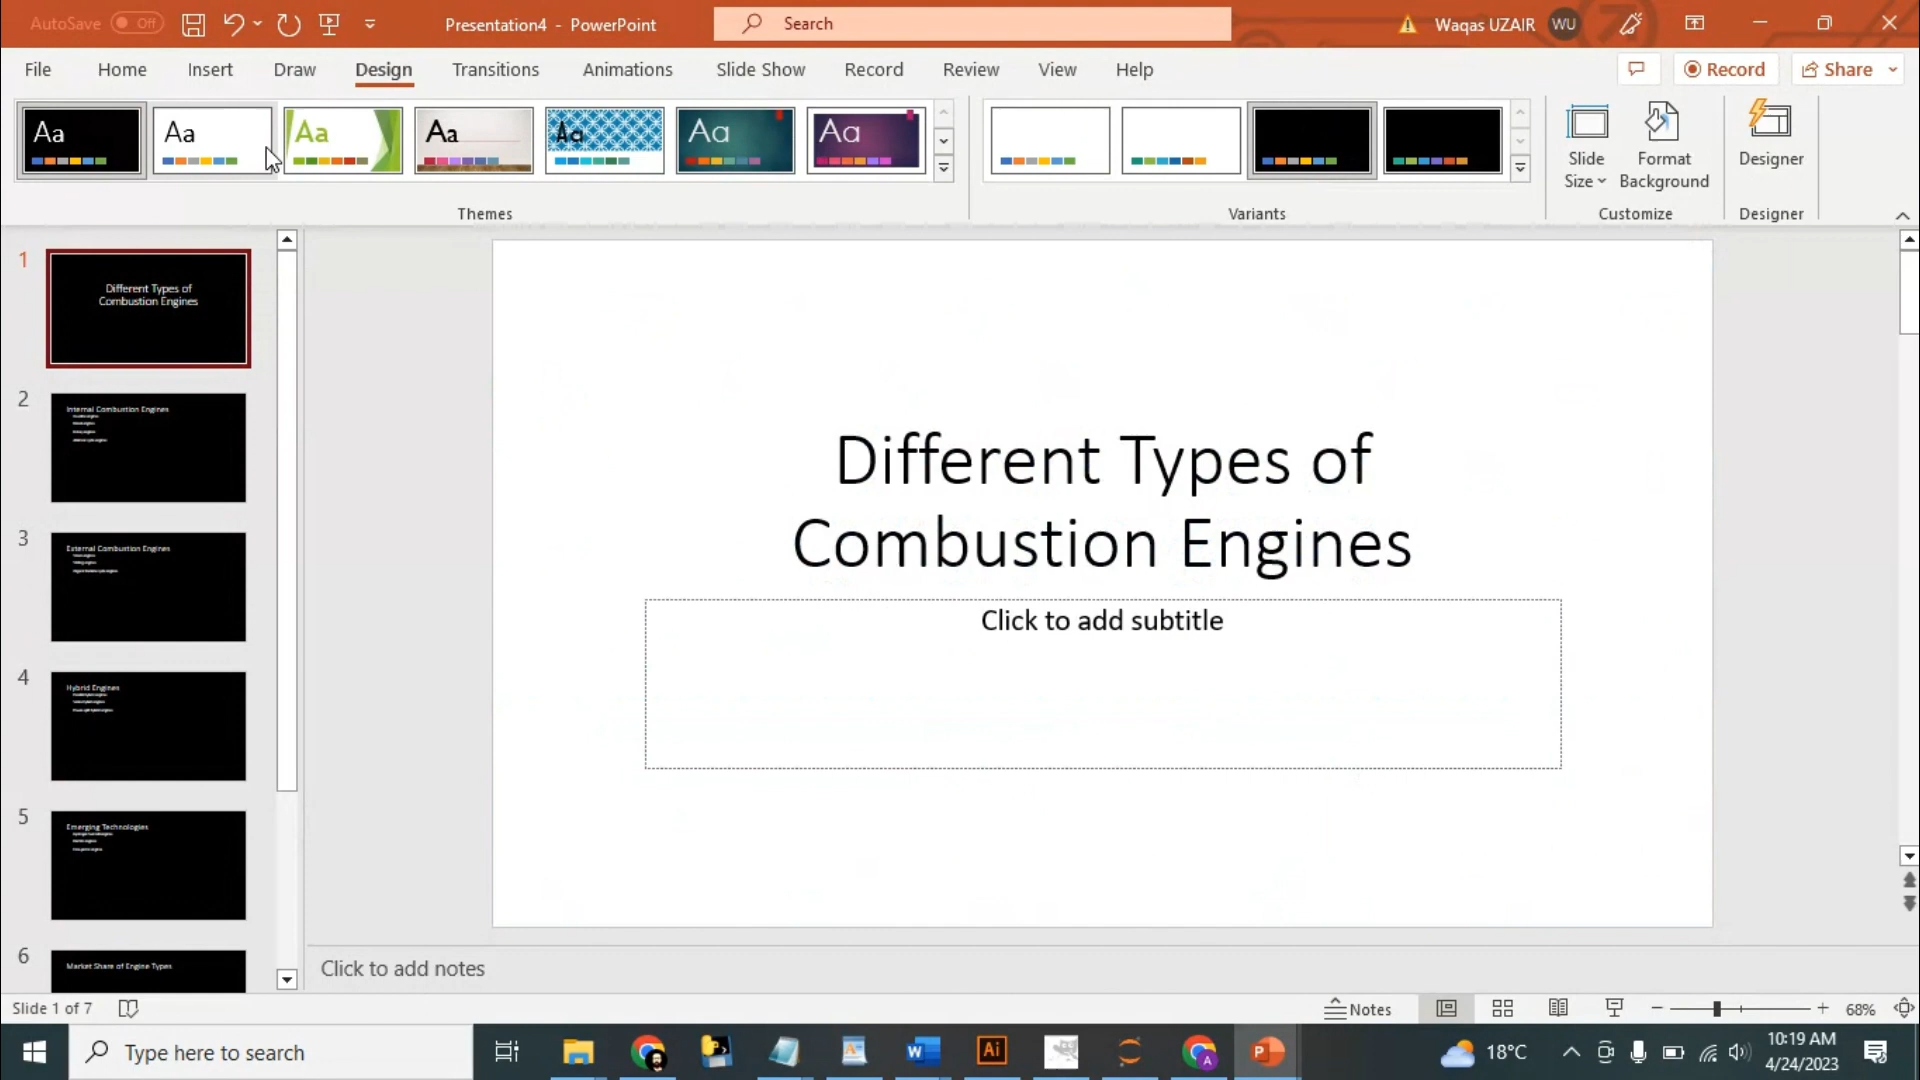 AutoSave Off
Presentation4 - PowerPoint
Search
Waqas UZAIR WU
File Home Insert Draw Design Transitions Animations Slide Show Record Review View Help
Record Share
Aa Aa Aa Aa Aa Aa Aa
Slide Size
Format Background
Designer
Themes Variants Customize Designer
1
Different Types of
Combustion Engines
2
Internal Combustion Engines
3
External Combustion Engines
4
Hybrid Engines
5
Emerging Technologies
6
Market Share of Engine Types
Different Types of
Combustion Engines
Click to add subtitle
Click to add notes
Slide 1 of 7
Notes
68%
Type here to search
W
Ai
A
P
18°C
10:19 AM
4/24/2023